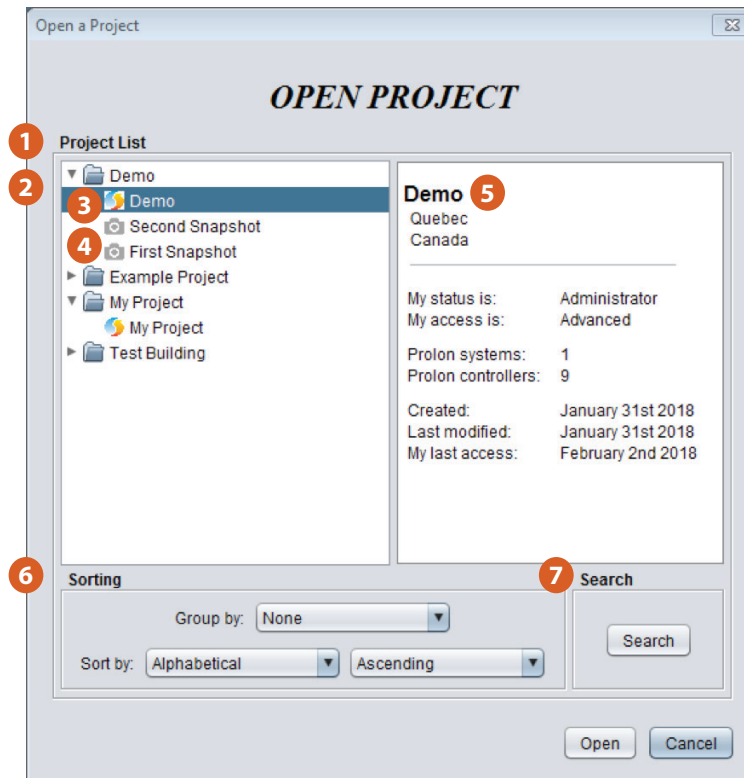 Open a Project
OPEN PROJECT
1 Project List
2 Demo
3 Demo
Second Snapshot
4 First Snapshot
Example Project
My Project
My Project
Test Building
Demo 5
Quebec
Canada
My status is: Administrator
My access is: Advanced
Prolon systems: 1
Prolon controllers: 9
Created: January 31st 2018
Last modified: January 31st 2018
My last access: February 2nd 2018
6 Sorting
Group by: None
Sort by: Alphabetical Ascending
7 Search
Search
Open Cancel